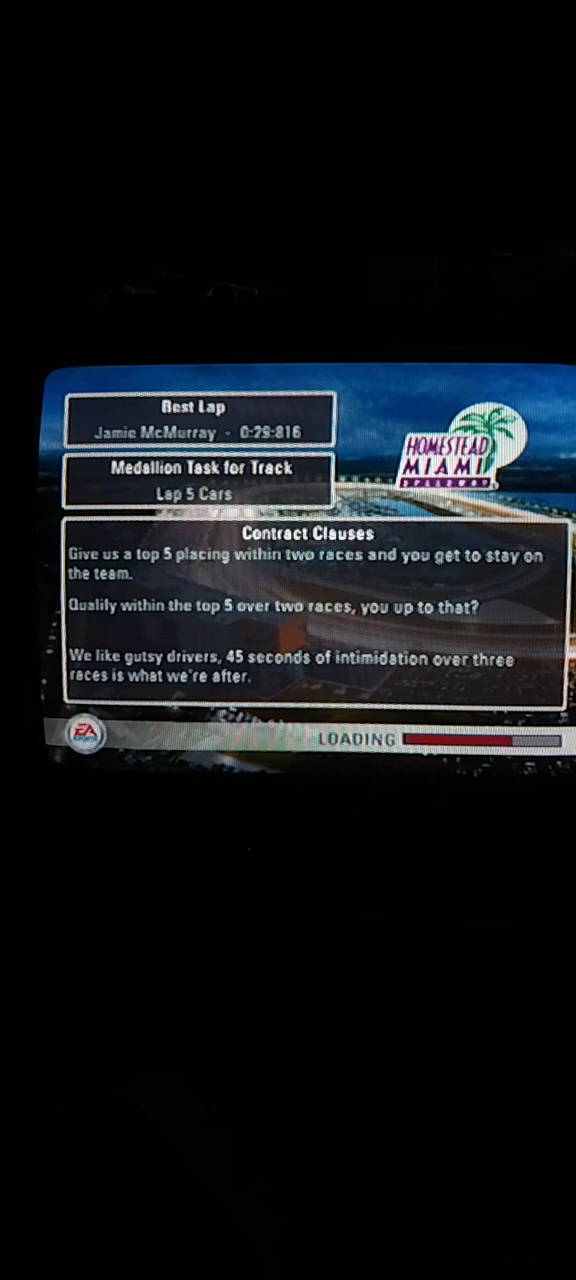 Best Lap
Jamie McMurray - 0:29:816
HOMESTEAD
MIAMI
SPEEDWAY
Medallion Task for Track
Lap 5 Cars
Contract Clauses
Give us a top 5 placing within two races and you get to stay on
the team.
Qualify within the top 5 over two races, you up to that?
We like gutsy drivers, 45 seconds of intimidation over three
races is what we're after.
EA
SPORTS
LOADING